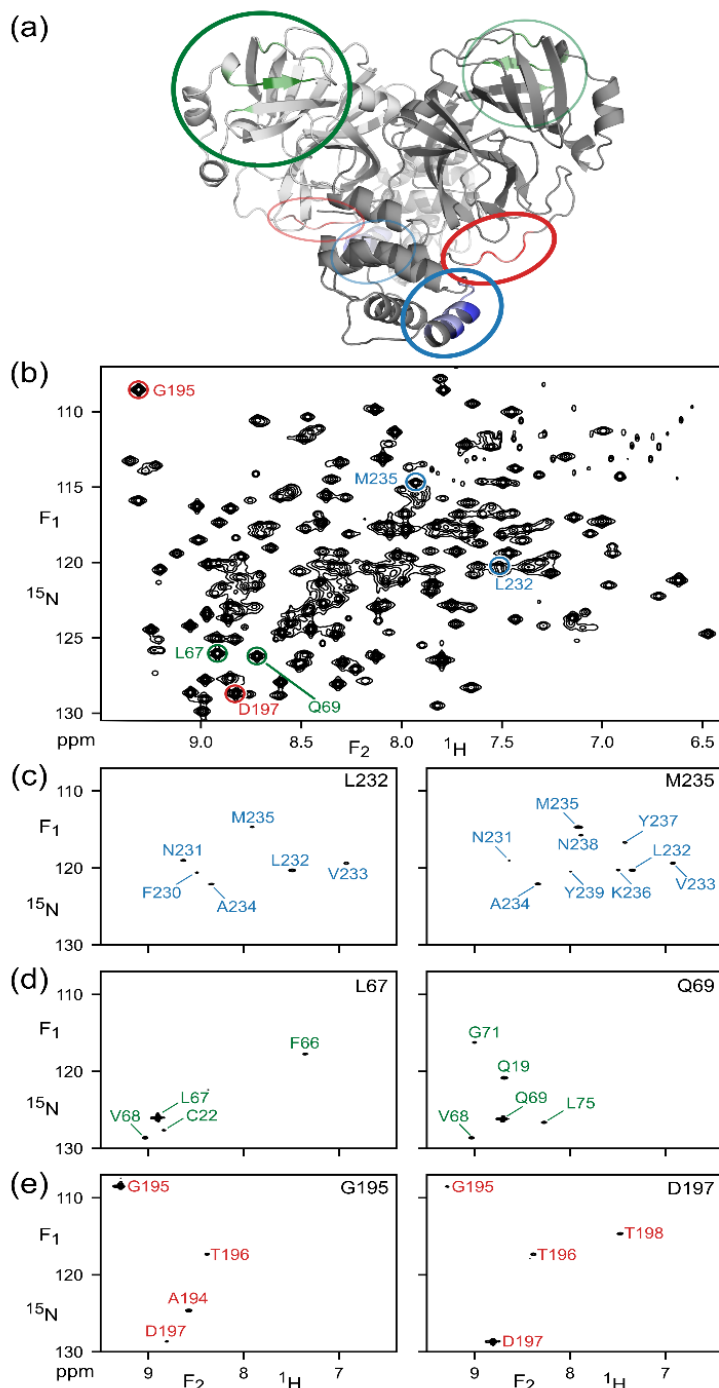 (a)
(b)
G195
110
M235
115
F1
120
L232
15N
125
L67
Q69
D197
130
ppm
9.0
8.5
F2
8.0
1H
7.5
7.0
6.5
(c)
L232
M235
110
F1
M235
N231
L232
120
F230
V233
15N
A234
130
M235
Y237
N238
N231
L232
V233
A234
Y239
K236
(d)
L67
Q69
110
F1
F66
120
15N
L67
V68
C22
130
G71
Q19
Q69
L75
V68
(e)
G195
D197
110
G195
F1
T196
120
A194
15N
D197
130
G195
T198
T196
D197
ppm
9
F2
8
1H
7
9
F2
8
1H
7